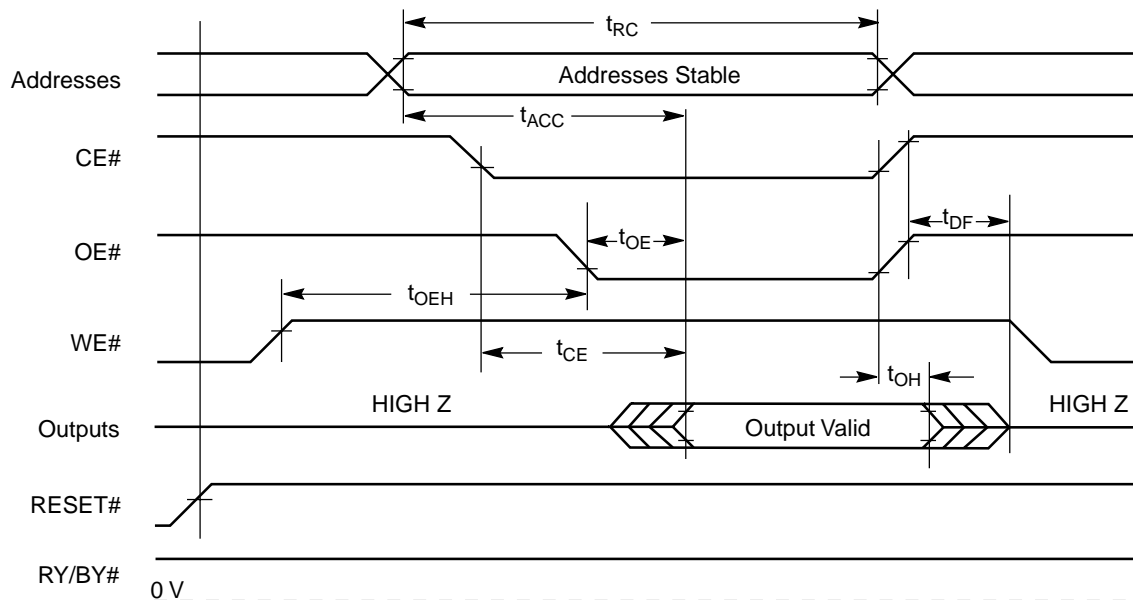 tRC
Addresses
Addresses Stable
tACC
CE#
tDF
OE#
tOE
tOEH
WE#
tCE
tOH
HIGH Z
HIGH Z
Outputs
Output Valid
RESET#
RY/BY#
0 V